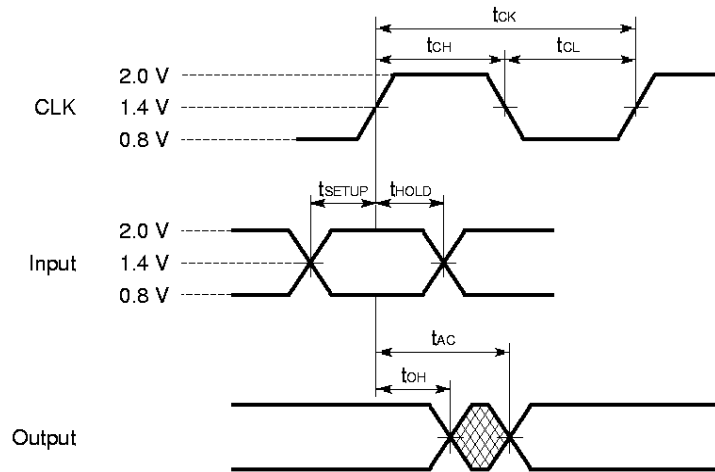 tCK
tCH
tCL
2.0 V
CLK
1.4 V
0.8 V
tSETUP
tHOLD
2.0 V
Input
1.4 V
0.8 V
tAC
tOH
Output